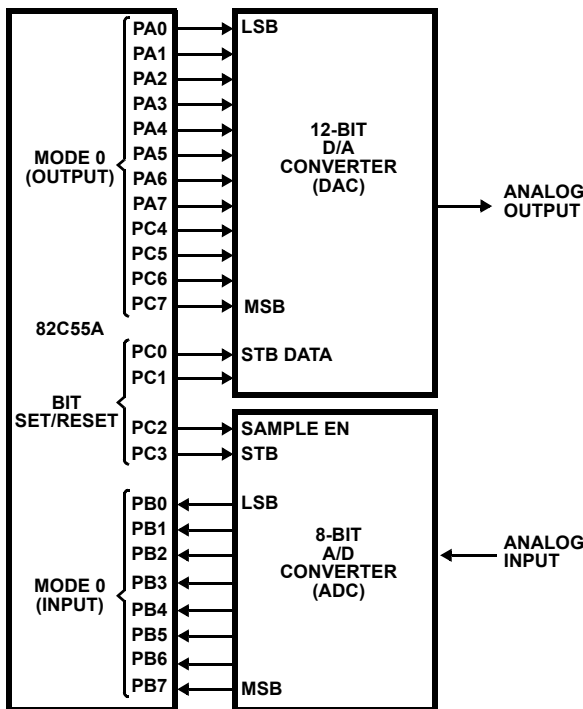 PA0
PA1
PA2
PA3
PA4
PA5
PA6
PA7
PC4
PC5
PC6
PC7
MODE 0
(OUTPUT)
82C55A
PC0
PC1
PC2
PC3
BIT
SET/RESET
PB0
PB1
PB2
PB3
PB4
PB5
PB6
PB7
MODE 0
(INPUT)
LSB
12-BIT
D/A
CONVERTER
(DAC)
MSB
STB DATA
ANALOG
OUTPUT
SAMPLE EN
STB
LSB
8-BIT
A/D
CONVERTER
(ADC)
MSB
ANALOG
INPUT